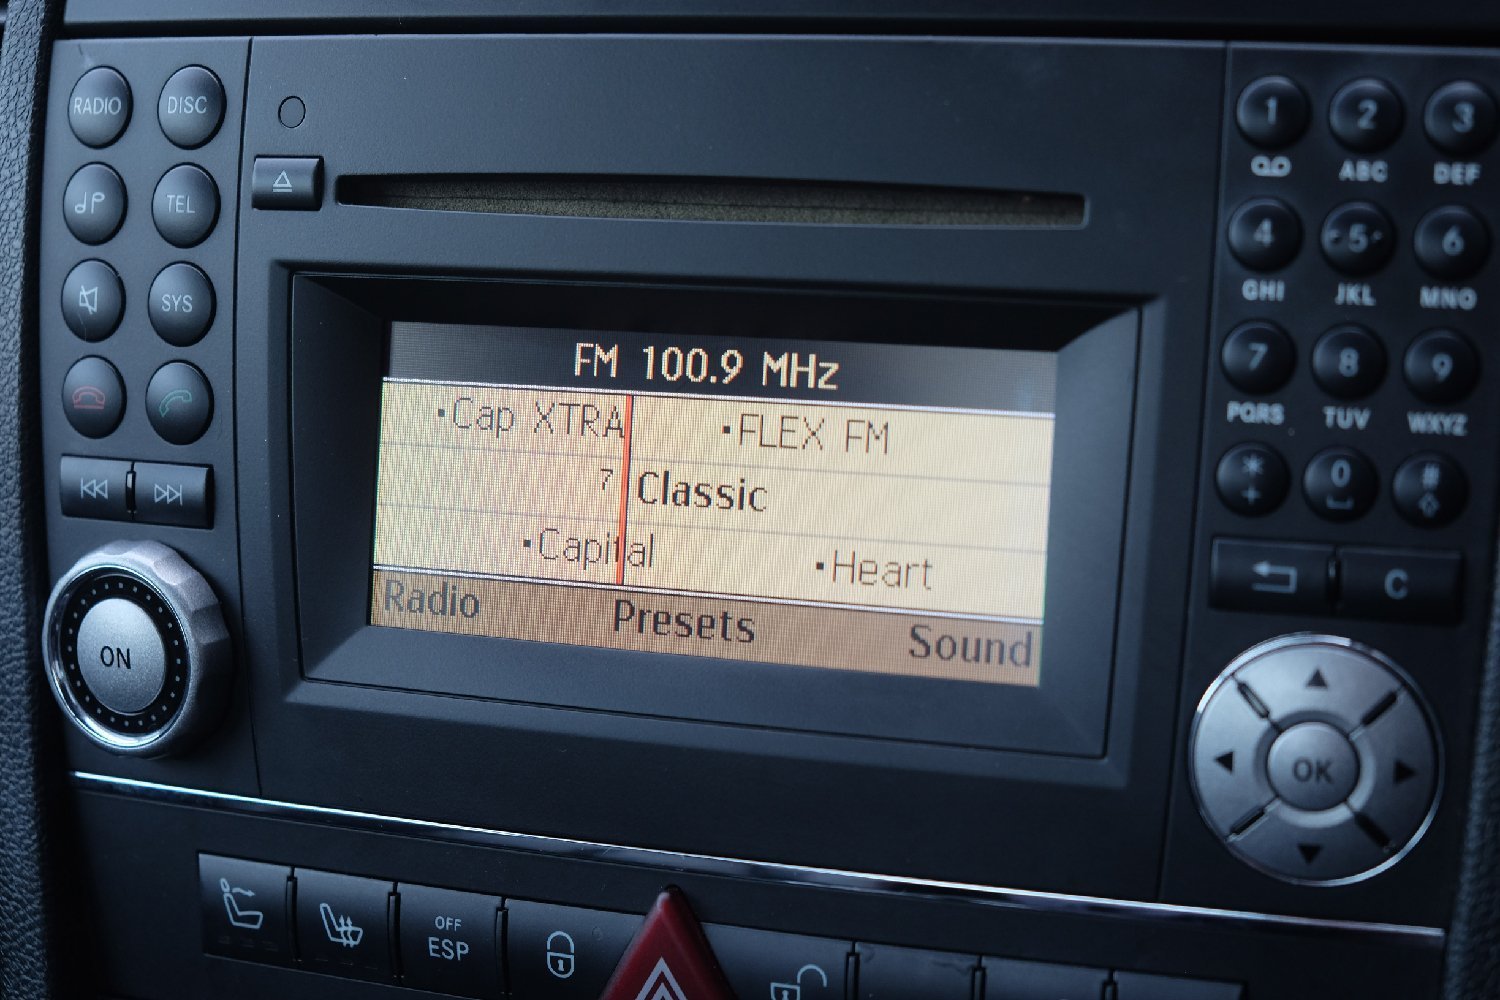 RADIO DISC
TEL
SYS
ON
FM 100.9 MHz
•Cap XTRA •FLEX FM
7 Classic
•Capital •Heart
Radio Presets Sound
1 2 3
ABC DEF
4 5 6
GHI JKL MNO
7 8 9
PQRS TUV WXYZ
* 0 #
+
C
OK
OFF
ESP